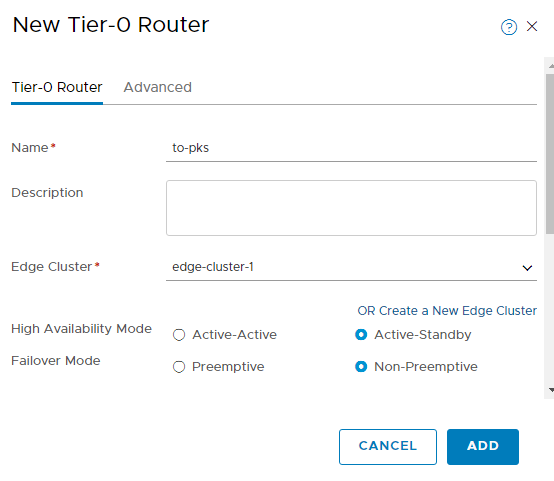 New Tier-0 Router
Tier-0 Router Advanced
Name* to-pks
Description
Edge Cluster* edge-cluster-1
OR Create a New Edge Cluster
High Availability Mode Active-Active Active-Standby
Failover Mode Preemptive Non-Preemptive
CANCEL ADD